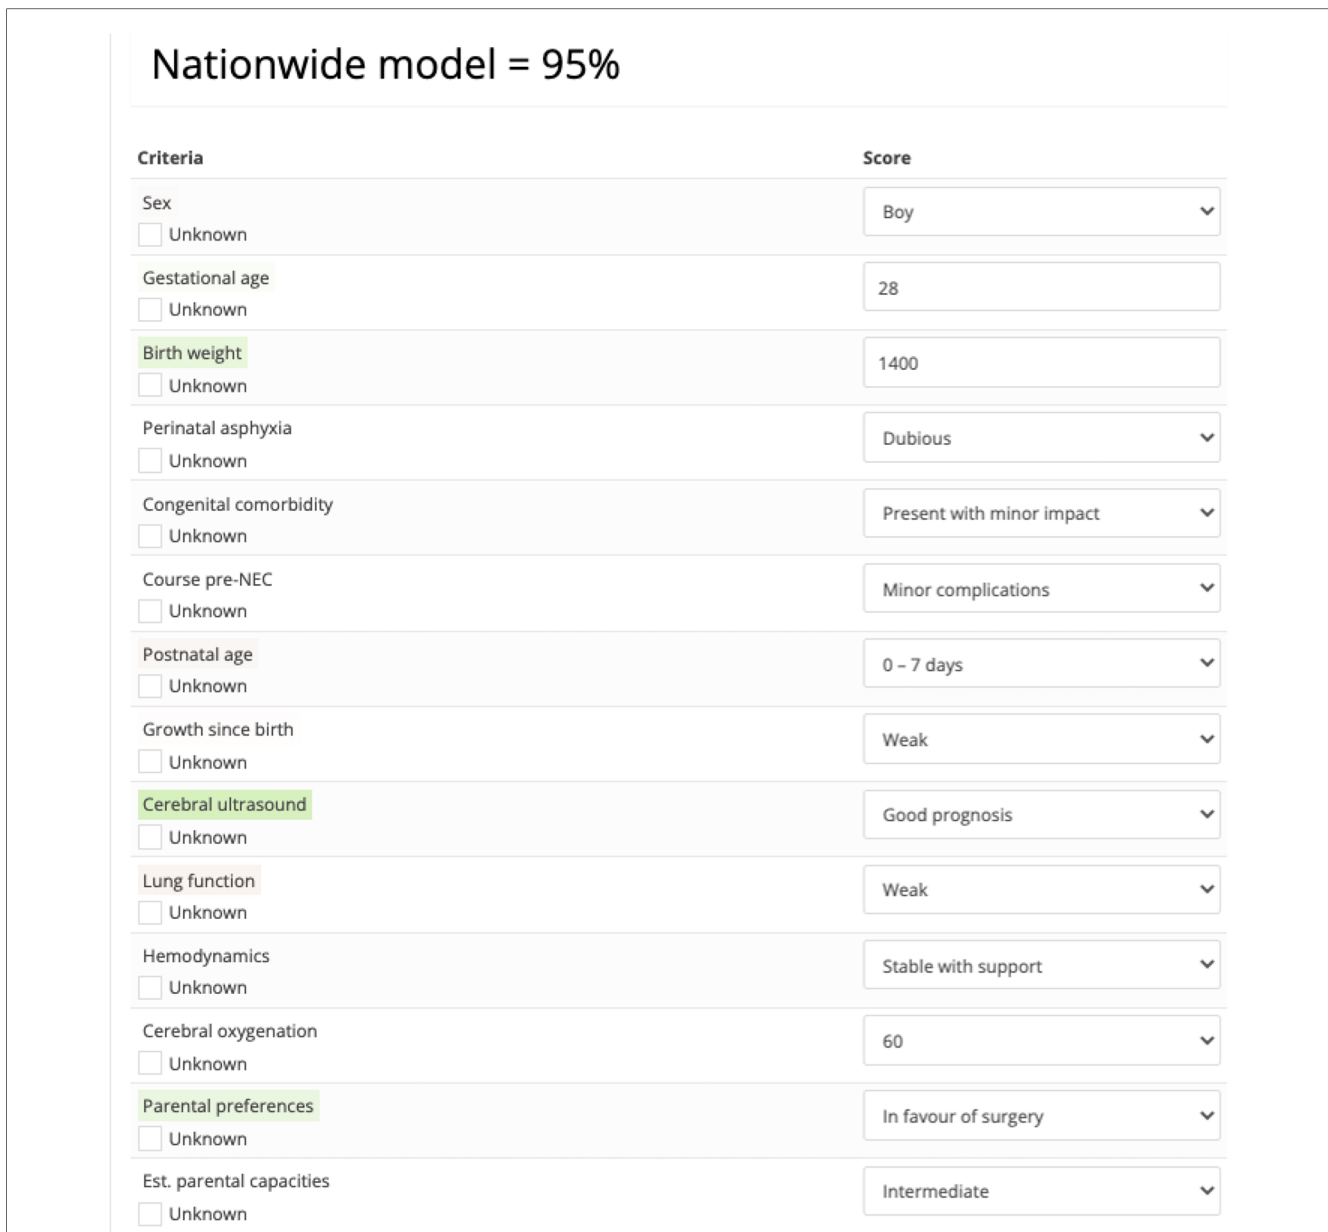 Nationwide model = 95%
Criteria Score
Sex
Boy
Unknown
Gestational age
28
Unknown
Birth weight
1400
Unknown
Perinatal asphyxia
Dubious
Unknown
Congenital comorbidity
Present with minor impact
Unknown
Course pre-NEC
Minor complications
Unknown
Postnatal age
0 – 7 days
Unknown
Growth since birth
Weak
Unknown
Cerebral ultrasound
Good prognosis
Unknown
Lung function
Weak
Unknown
Hemodynamics
Stable with support
Unknown
Cerebral oxygenation
60
Unknown
Parental preferences
In favour of surgery
Unknown
Est. parental capacities
Intermediate
Unknown